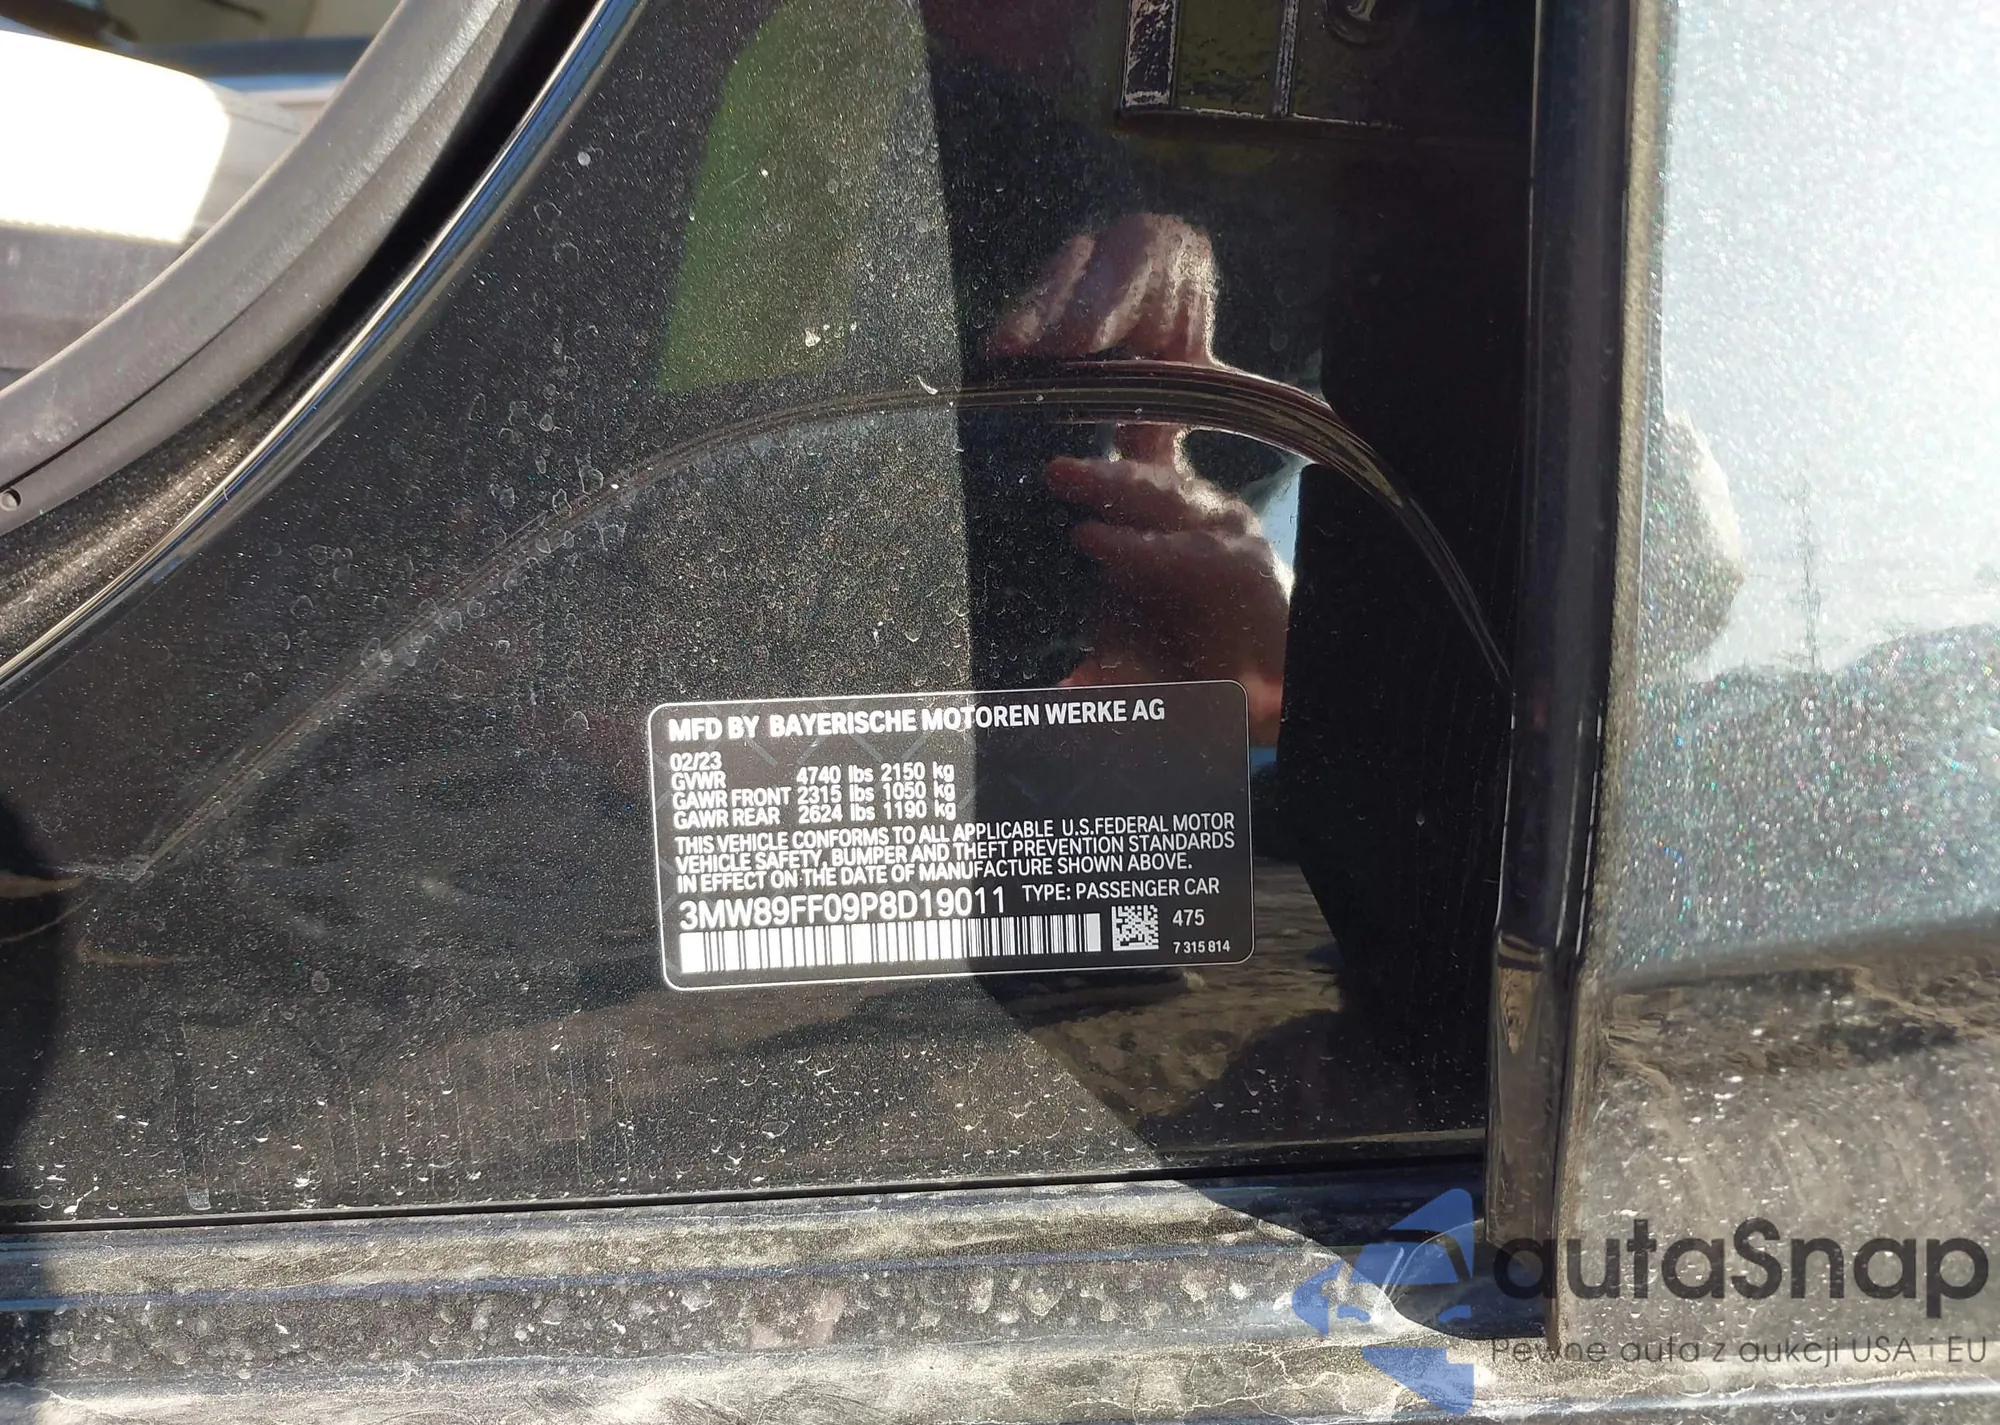 MFD BY BAYERISCHE MOTOREN WERKE AG
02/23
GVWR 4740 lbs 2150 kg
GAWR FRONT 2315 lbs 1050 kg
GAWR REAR 2624 lbs 1190 kg
THIS VEHICLE CONFORMS TO ALL APPLICABLE U.S.FEDERAL MOTOR
VEHICLE SAFETY, BUMPER AND THEFT PREVENTION STANDARDS
IN EFFECT ON THE DATE OF MANUFACTURE SHOWN ABOVE.
3MW89FF09P8D19011 TYPE: PASSENGER CAR
475
7 315 814
autaSnap
Pewne auta z aukcji USA i EU